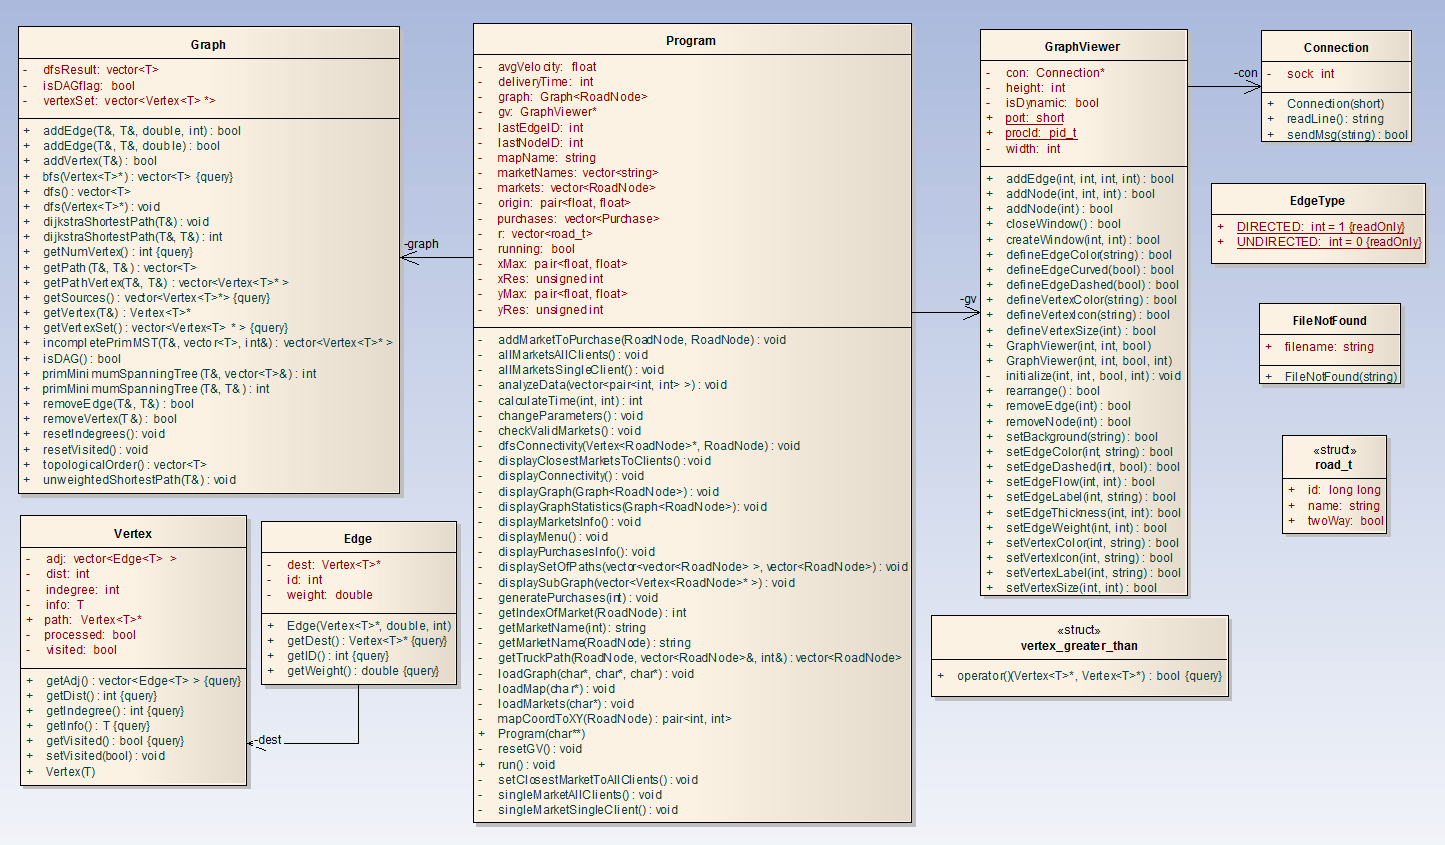 Graph
- dfsResult: vector<T>
- isDAGflag: bool
- vertexSet: vector<Vertex<T> *>
+ addEdge(T&, T&, double, int) : bool
+ addEdge(T&, T&, double) : bool
+ addVertex(T&) : bool
+ bfs(Vertex<T>*) : vector<T> {query}
+ dfs() : vector<T>
+ dfs(Vertex<T>*) : void
+ dijkstraShortestPath(T&) : void
+ dijkstraShortestPath(T&, T&) : int
+ getNumVertex() : int {query}
+ getPath(T&, T&) : vector<T>
+ getPathVertex(T&, T&) : vector<Vertex<T>* >
+ getSources() : vector<Vertex<T>*> {query}
+ getVertex(T&) : Vertex<T>*
+ getVertexSet() : vector<Vertex<T> * > {query}
+ incompletePrimMST(T&, vector<T>, int&) : vector<Vertex<T>* >
+ isDAG() : bool
+ primMinimumSpanningTree(T&, vector<T>&) : int
+ primMinimumSpanningTree(T&, T&) : int
+ removeEdge(T&, T&) : bool
+ removeVertex(T&) : bool
+ resetIndegrees() : void
+ resetVisited() : void
+ topologicalOrder() : vector<T>
+ unweightedShortestPath(T&) : void
Vertex
- adj: vector<Edge<T> >
- dist: int
- indegree: int
- info: T
+ path: Vertex<T>*
- processed: bool
- visited: bool
+ getAdj() : vector<Edge<T> > {query}
+ getDist() : int {query}
+ getIndegree() : int {query}
+ getInfo() : T {query}
+ getVisited() : bool {query}
+ setVisited(bool) : void
+ Vertex(T)
Edge
- dest: Vertex<T>*
- id: int
- weight: double
+ Edge(Vertex<T>*, double, int)
+ getDest() : Vertex<T>* {query}
+ getID() : int {query}
+ getWeight() : double {query}
-dest
-graph
Program
- avgVelocity: float
- deliveryTime: int
- graph: Graph<RoadNode>
- gv: GraphViewer*
- lastEdgeID: int
- lastNodeID: int
- mapName: string
- marketNames: vector<string>
- markets: vector<RoadNode>
- origin: pair<float, float>
- purchases: vector<Purchase>
- r: vector<road_t>
- running: bool
- xMax: pair<float, float>
- xRes: unsigned int
- yMax: pair<float, float>
- yRes: unsigned int
- addMarketToPurchase(RoadNode, RoadNode) : void
- allMarketsAllClients() : void
- allMarketsSingleClient() : void
- analyzeData(vector<pair<int, int> >) : void
- calculateTime(int, int) : int
- changeParameters() : void
- checkValidMarkets() : void
- dfsConnectivity(Vertex<RoadNode>*, RoadNode) : void
- displayClosestMarketsToClients() : void
- displayConnectivity() : void
- displayGraph(Graph<RoadNode>) : void
- displayGraphStatistics(Graph<RoadNode>) : void
- displayMarketsInfo() : void
- displayMenu() : void
- displayPurchasesInfo() : void
- displaySetOfPaths(vector<vector<RoadNode> >, vector<RoadNode>) : void
- displaySubGraph(vector<Vertex<RoadNode>* >) : void
- generatePurchases(int) : void
- getIndexOfMarket(RoadNode) : int
- getMarketName(int) : string
- getMarketName(RoadNode) : string
- getTruckPath(RoadNode, vector<RoadNode>&, int&) : vector<RoadNode>
- loadGraph(char*, char*, char*) : void
- loadMap(char*) : void
- loadMarkets(char*) : void
- mapCoordToXY(RoadNode) : pair<int, int>
+ Program(char**)
- resetGV() : void
+ run() : void
- setClosestMarketToAllClients() : void
- singleMarketAllClients() : void
- singleMarketSingleClient() : void
-gv
GraphViewer
- con: Connection*
- height: int
- isDynamic: bool
+ port: short
+ procId: pid_t
- width: int
+ addEdge(int, int, int, int) : bool
+ addNode(int, int, int) : bool
+ addNode(int) : bool
+ closeWindow() : bool
+ createWindow(int, int) : bool
+ defineEdgeColor(string) : bool
+ defineEdgeCurved(bool) : bool
+ defineEdgeDashed(bool) : bool
+ defineVertexColor(string) : bool
+ defineVertexIcon(string) : bool
+ defineVertexSize(int) : bool
+ GraphViewer(int, int, bool)
+ GraphViewer(int, int, bool, int)
- initialize(int, int, bool, int) : void
+ rearrange() : bool
+ removeEdge(int) : bool
+ removeNode(int) : bool
+ setBackground(string) : bool
+ setEdgeColor(int, string) : bool
+ setEdgeDashed(int, bool) : bool
+ setEdgeFlow(int, int) : bool
+ setEdgeLabel(int, string) : bool
+ setEdgeThickness(int, int) : bool
+ setEdgeWeight(int, int) : bool
+ setVertexColor(int, string) : bool
+ setVertexIcon(int, string) : bool
+ setVertexLabel(int, string) : bool
+ setVertexSize(int, int) : bool
«struct»
vertex_greater_than
+ operator()(Vertex<T>*, Vertex<T>*) : bool {query}
-con
Connection
- sock int
+ Connection(short)
+ readLine() : string
+ sendMsg(string) : bool
EdgeType
+ DIRECTED: int = 1 {readOnly}
+ UNDIRECTED: int = 0 {readOnly}
FileNotFound
+ filename: string
+ FileNotFound(string)
«struct»
road_t
+ id: long long
+ name: string
+ twoWay: bool